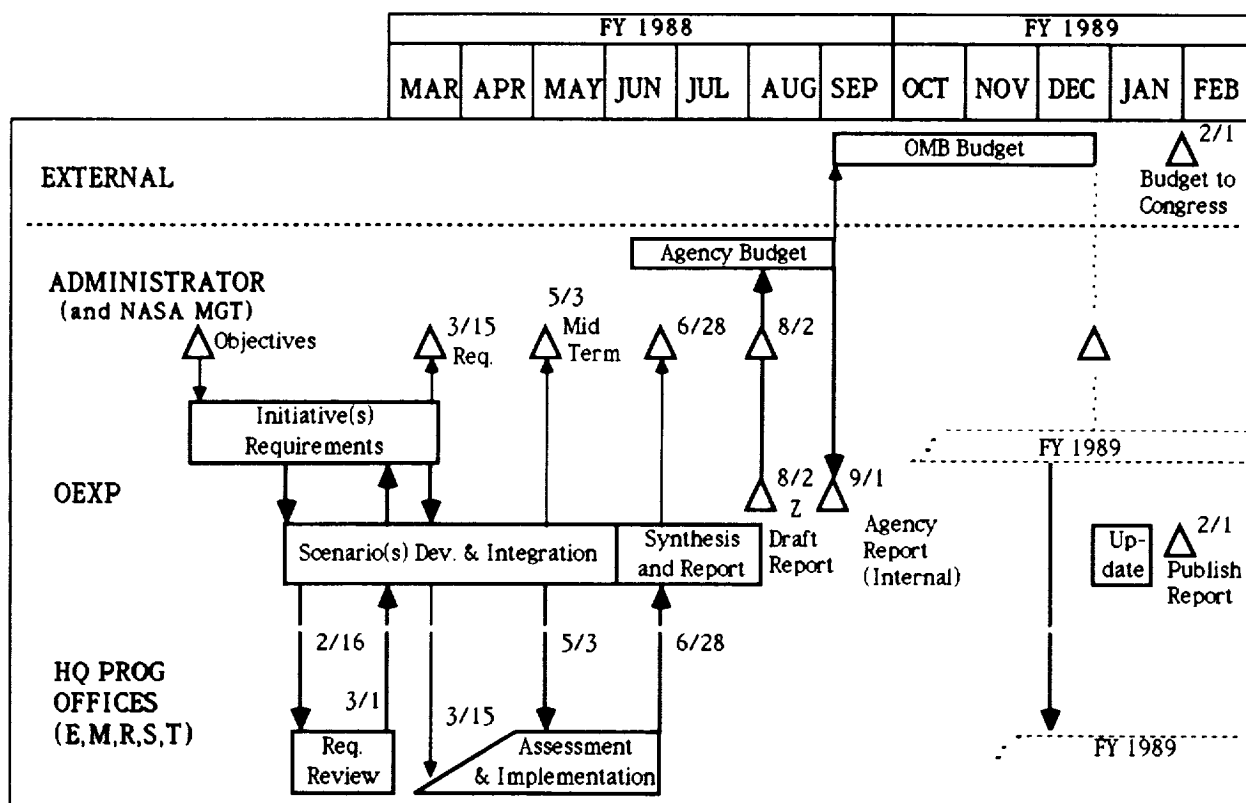 FY 1988
FY 1989
MAR APR MAY JUN JUL AUG SEP OCT NOV DEC JAN FEB
EXTERNAL
OMB Budget
2/1
Budget to
Congress
ADMINISTRATOR
(and NASA MGT)
Agency Budget
Objectives
3/15
Req.
5/3
Mid
Term
6/28
8/2
Initiative(s)
Requirements
FY 1989
OEXP
Scenario(s) Dev. & Integration
Synthesis
and Report
8/2
Z
Draft
Report
9/1
Agency
Report
(Internal)
Up-
date
2/1
Publish
Report
HQ PROG
OFFICES
(E,M,R,S,T)
2/16
3/1
3/15
5/3
6/28
Req.
Review
Assessment
& Implementation
FY 1989